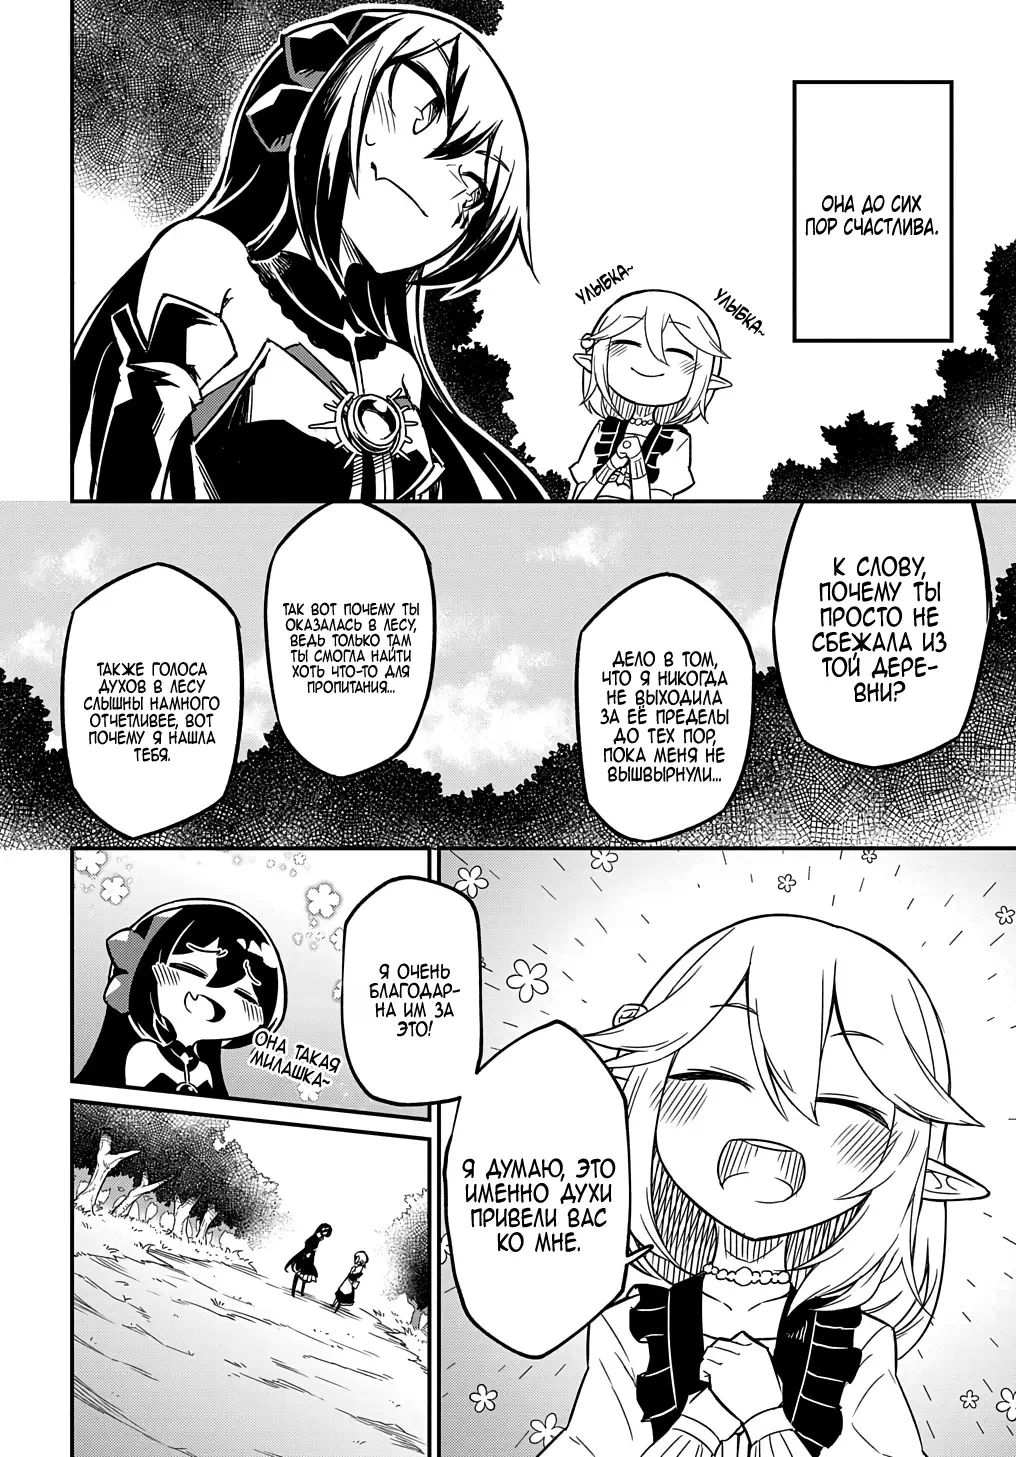 ОНА ДО СИХ
ПОР СЧАСТЛИВА.
УЛЫБКА~
УЛЫБКА~
К СЛОВУ,
ПОЧЕМУ ТЫ
ПРОСТО НЕ
СБЕЖАЛА ИЗ
ТОЙ ДЕРЕ-
ВНИ?
ДЕЛО В ТОМ,
ЧТО Я НИКОГДА
НЕ ВЫХОДИЛА
ЗА ЕЁ ПРЕДЕЛЫ
ДО ТЕХ ПОР,
ПОКА МЕНЯ НЕ
ВЫШВЫРНУЛИ...
ТАК ВОТ ПОЧЕМУ ТЫ
ОКАЗАЛАСЬ В ЛЕСУ,
ВЕДЬ ТОЛЬКО ТАМ
ТЫ СМОГЛА НАЙТИ
ХОТЬ ЧТО-ТО ДЛЯ
ПРОПИТАНИЯ...
ТАКЖЕ ГОЛОСА
ДУХОВ В ЛЕСУ
СЛЫШНЫ НАМНОГО
ОТЧЕТЛИВЕЕ, ВОТ
ПОЧЕМУ Я НАШЛА
ТЕБЯ.
Я ДУМАЮ, ЭТО
ИМЕННО ДУХИ
ПРИВЕЛИ ВАС
КО МНЕ.
Я ОЧЕНЬ
БЛАГОДАР-
НА ИМ ЗА
ЭТО!
ОНА ТАКАЯ
МИЛАШКА~